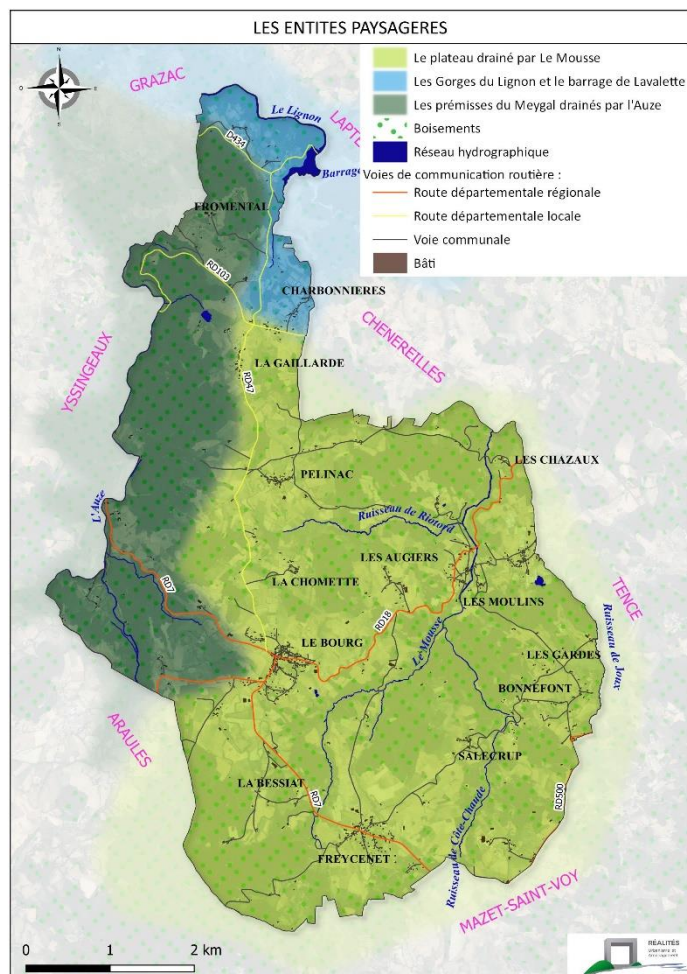 LES ENTITES PAYSAGERES
Le plateau drainé par Le Mousse
Les Gorges du Lignon et le barrage de Lavalette
Les prémisses du Meygal drainés par l'Auze
Boisements
Réseau hydrographique
Voies de communication routière :
Route départementale régionale
Route départementale locale
Voie communale
Bâti
N
O
E
S
GRAZAC
Le Lignon
LAPTE
D434
Barrage
FROMENTAL
RD103
CHARBONNIERES
CHENEREILLES
YSSINGEAUX
LA GAILLARDE
RD47
LES CHAZAUX
PELINAC
L'Auze
Ruisseau de Riotord
LES AUGIERS
LA CHOMETTE
RD7
LES MOULINS
TENCE
RD18
Ruisseau de Joux
LE BOURG
Le Mousse
LES GARDES
BONNEFONT
ARAULES
SALECRUP
LA BESSIAT
RD7
RD500
Ruisseau de Côte-Chaude
FREYCENET
MAZET-SAINT-VOY
0 1 2 km
RÉALITÉS